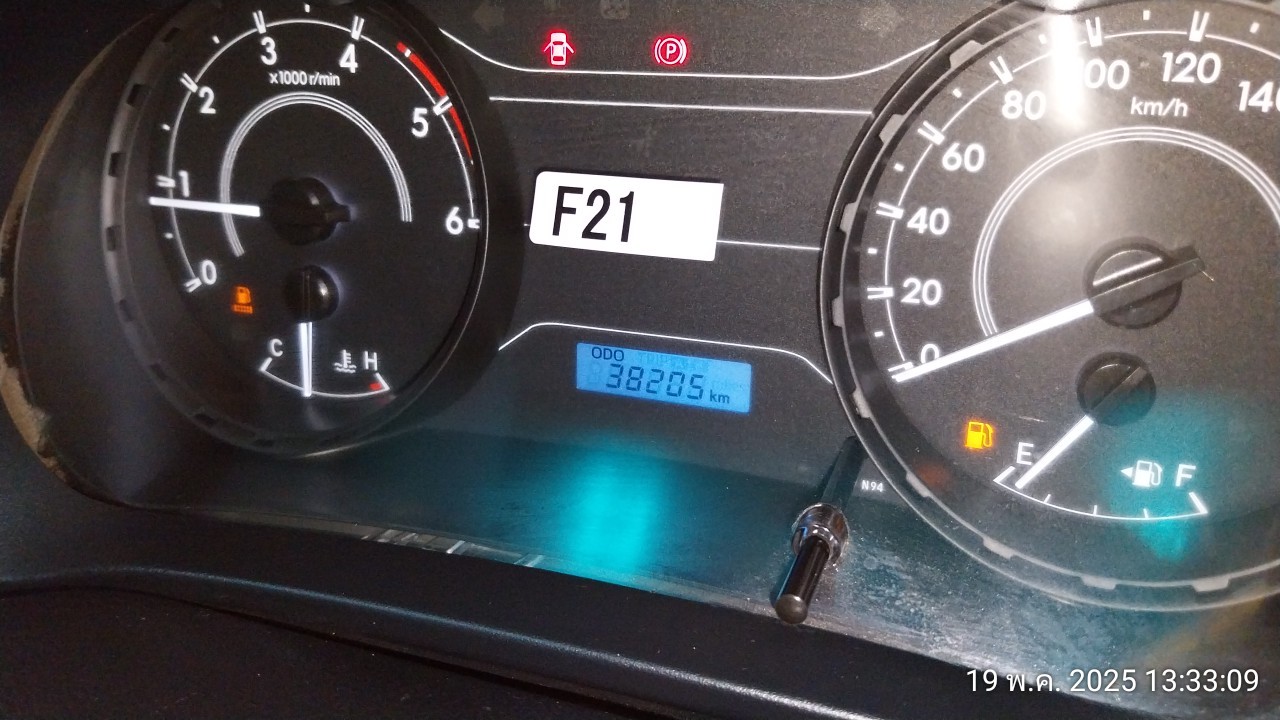 0 1 2 3 4 5 6
x1000 r/min
C H
F21
ODO
38205 km
N94
0 20 40 60 80 100 120
km/h
E F
19 พ.ค. 2025 13:33:09